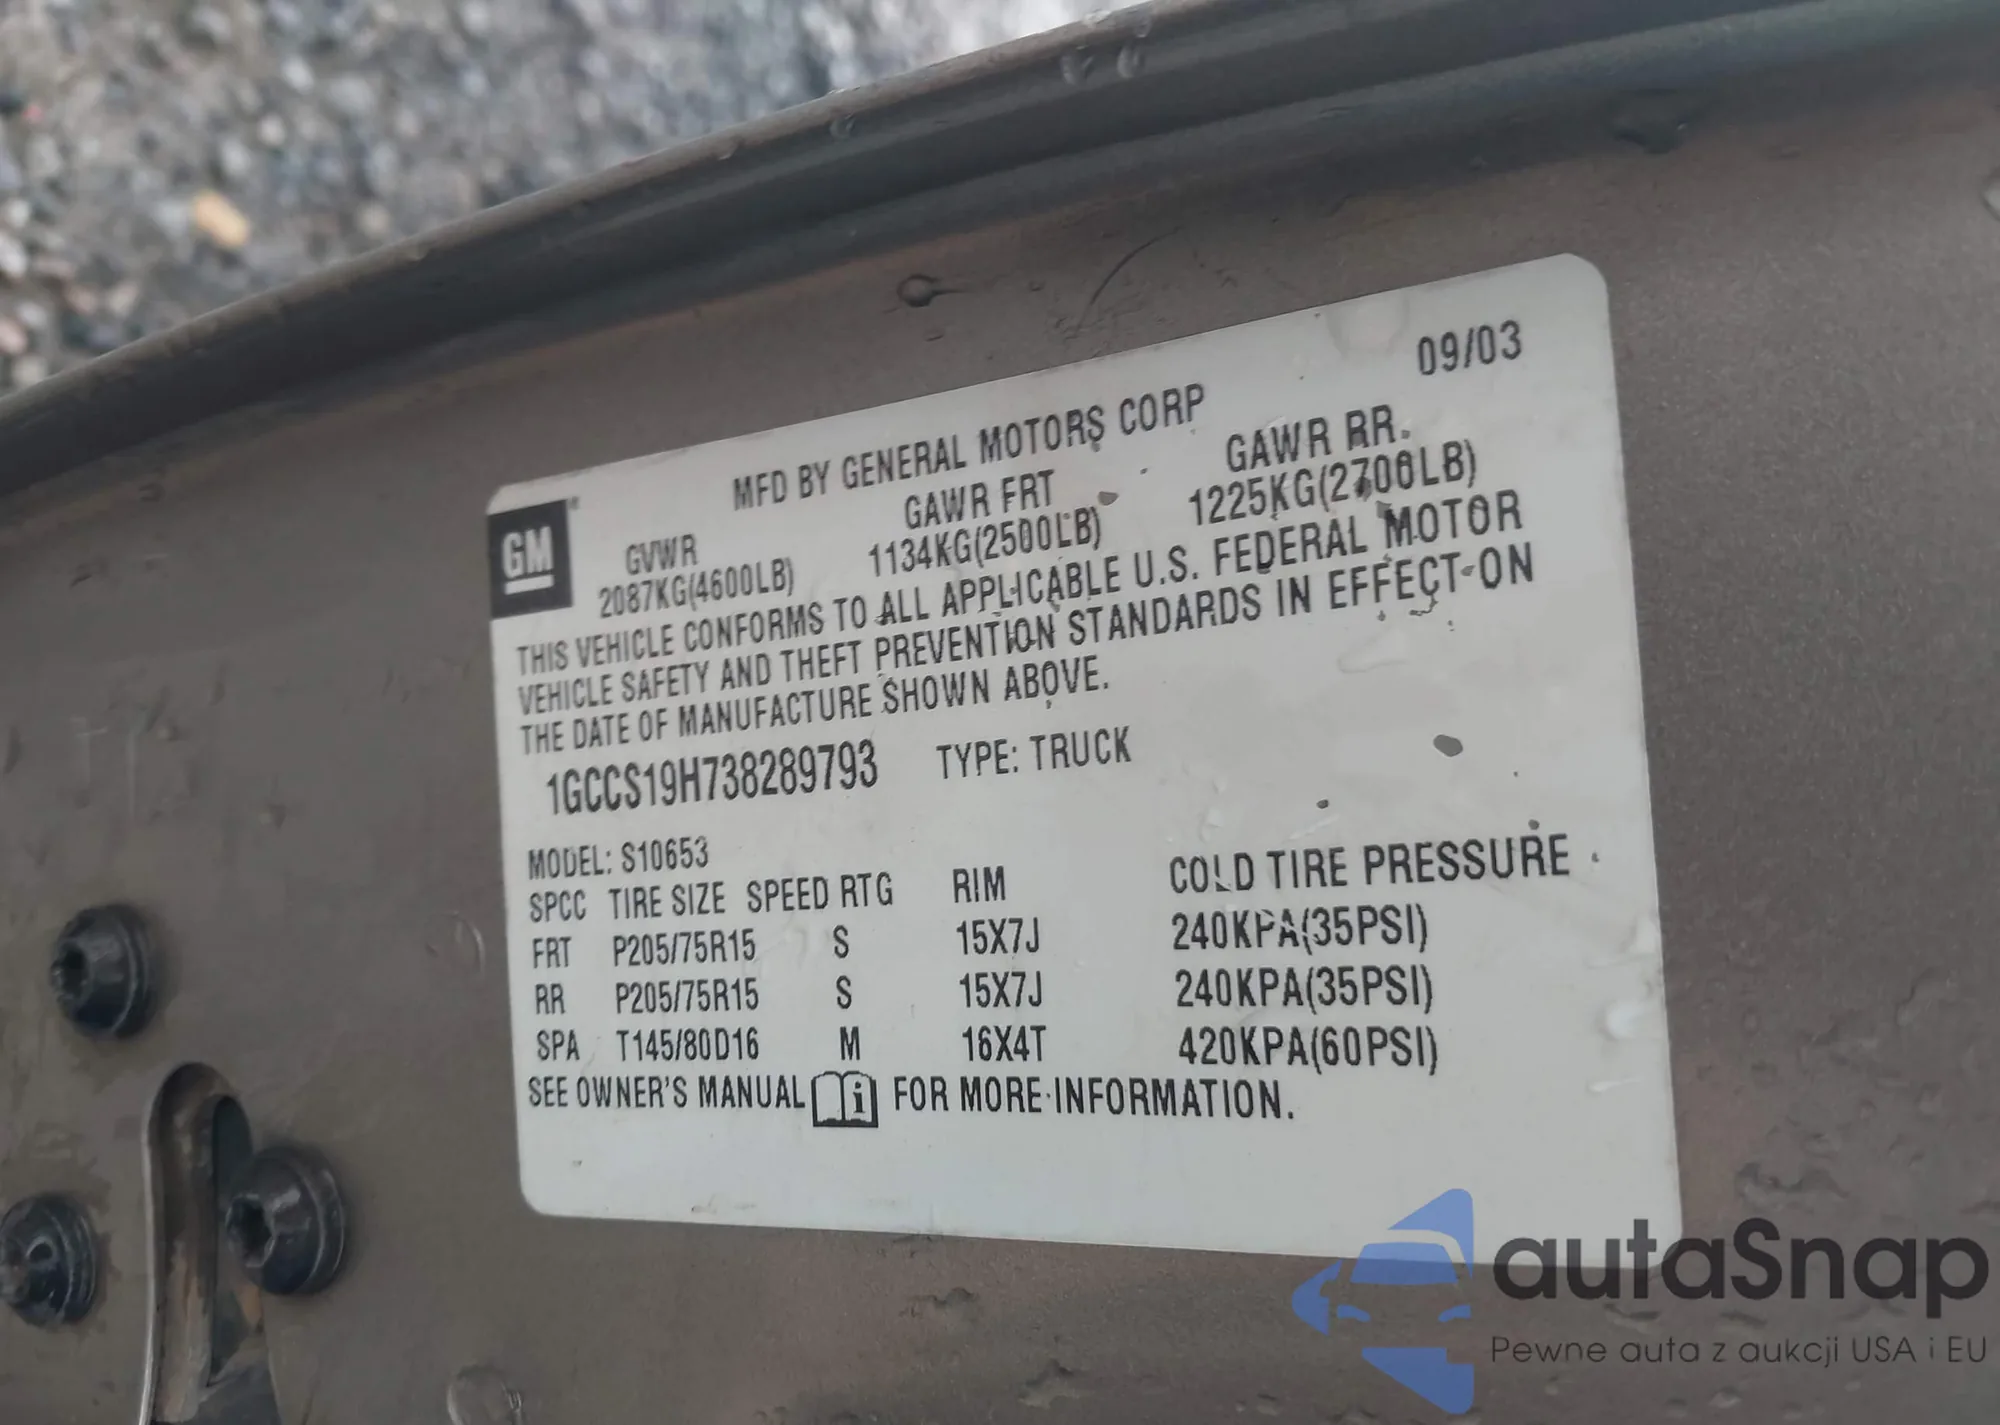 09/03
MFD BY GENERAL MOTORS CORP
GM
GVWR GAWR FRT GAWR RR.
2087KG(4600LB) 1134KG(2500LB) 1225KG(2700LB)
THIS VEHICLE CONFORMS TO ALL APPLICABLE U.S. FEDERAL MOTOR
VEHICLE SAFETY AND THEFT PREVENTION STANDARDS IN EFFECT ON
THE DATE OF MANUFACTURE SHOWN ABOVE.
1GCCS19H738289793 TYPE: TRUCK
MODEL: S10653
SPCC TIRE SIZE SPEED RTG RIM COLD TIRE PRESSURE
FRT P205/75R15 S 15X7J 240KPA(35PSI)
RR P205/75R15 S 15X7J 240KPA(35PSI)
SPA T145/80D16 M 16X4T 420KPA(60PSI)
SEE OWNER'S MANUAL i FOR MORE INFORMATION.
autaSnap
Pewne auta z aukcji USA i EU